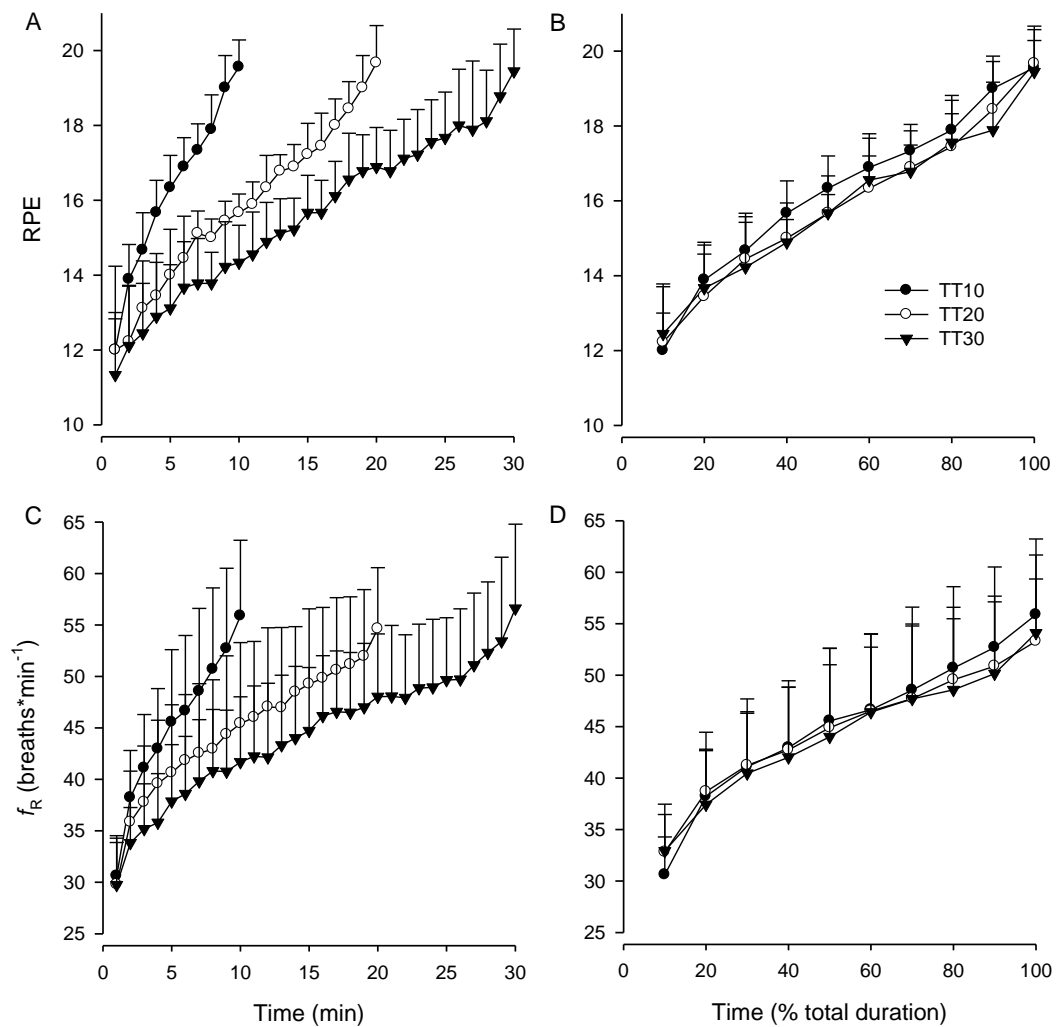 A
B
20
18
16
14
12
10
RPE
0 5 10 15 20 25 30
20
18
16
14
12
10
TT10
TT20
TT30
0 20 40 60 80 100
C
D
65
60
55
50
45
40
35
30
25
fR (breaths*min-1)
0 5 10 15 20 25 30
Time (min)
65
60
55
50
45
40
35
30
25
0 20 40 60 80 100
Time (% total duration)